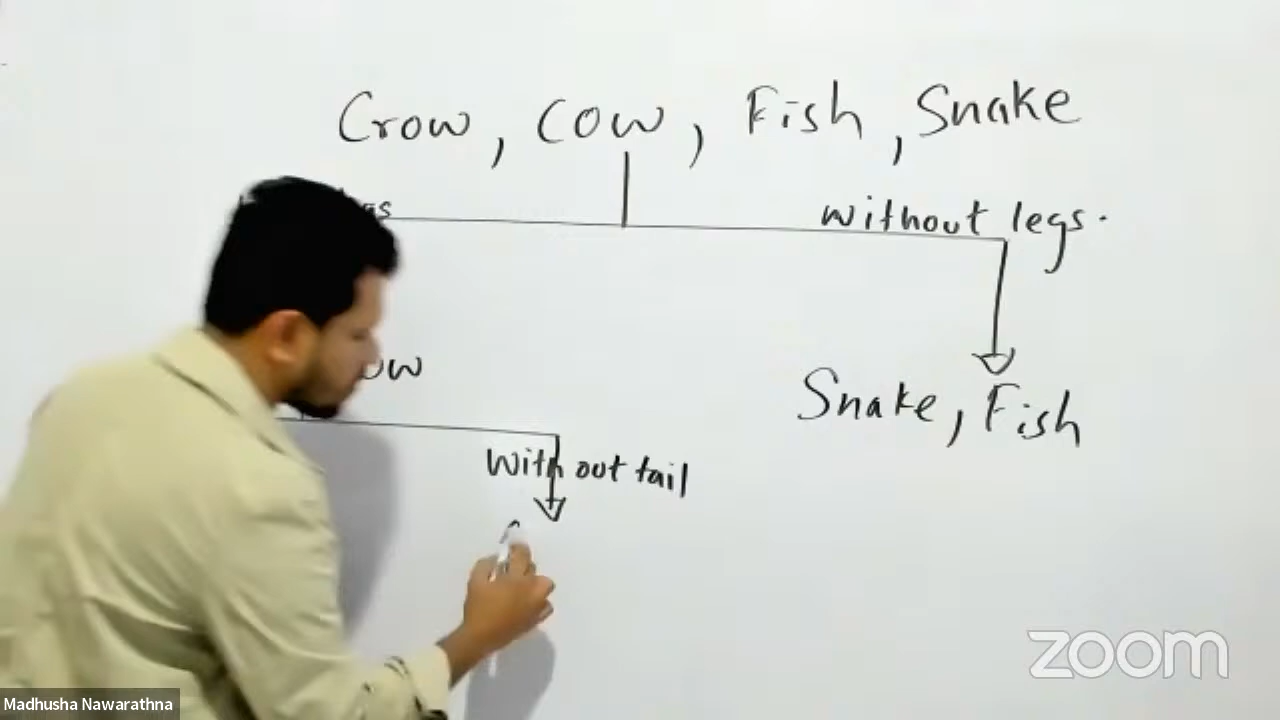 Crow, Cow, Fish, Snake
without legs.
Snake, Fish
With out tail
zoom
Madhusha Nawarathna